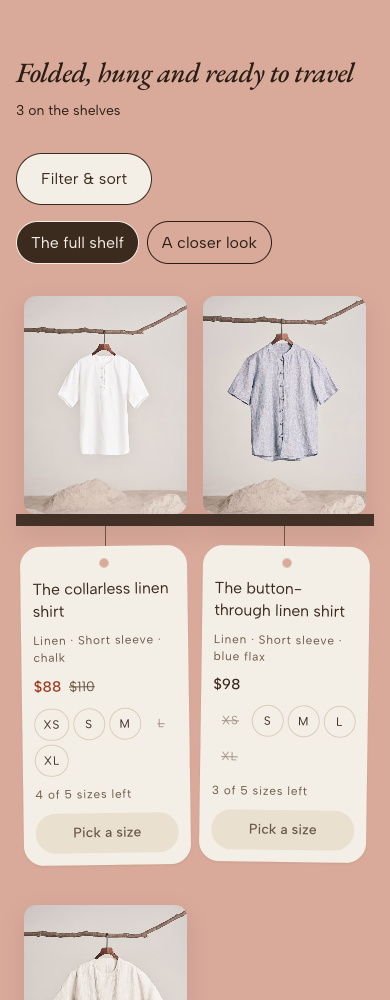 Folded, hung and ready to travel
3 on the shelves
Filter & sort
The full shelf
A closer look
The collarless linen
shirt
Linen · Short sleeve ·
chalk
$88 $110
XS S M L
XL
4 of 5 sizes left
Pick a size
The button-
through linen shirt
Linen · Short sleeve ·
blue flax
$98
XS S M L
XL
3 of 5 sizes left
Pick a size